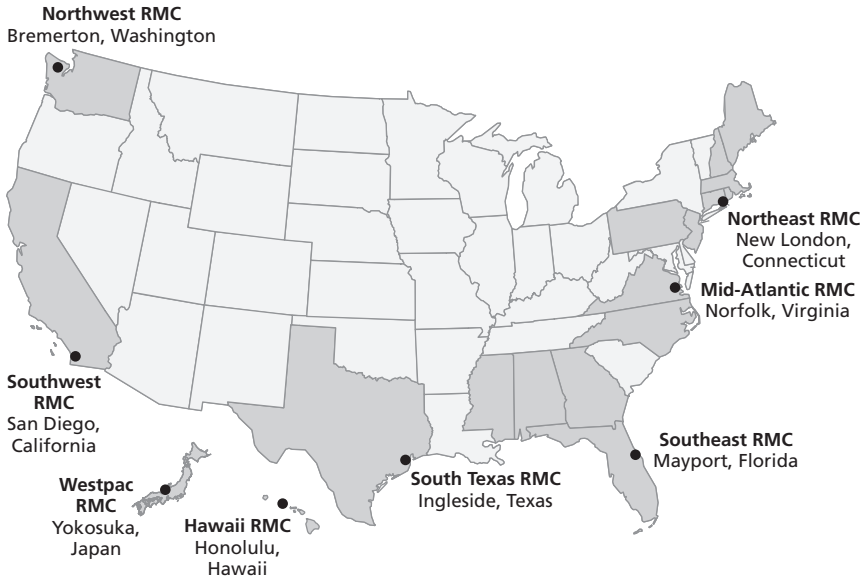 Northwest RMC
Bremerton, Washington
Northeast RMC
New London,
Connecticut
Mid-Atlantic RMC
Norfolk, Virginia
Southwest
RMC
San Diego,
California
Southeast RMC
Mayport, Florida
South Texas RMC
Ingleside, Texas
Westpac
RMC
Yokosuka,
Japan
Hawaii RMC
Honolulu,
Hawaii